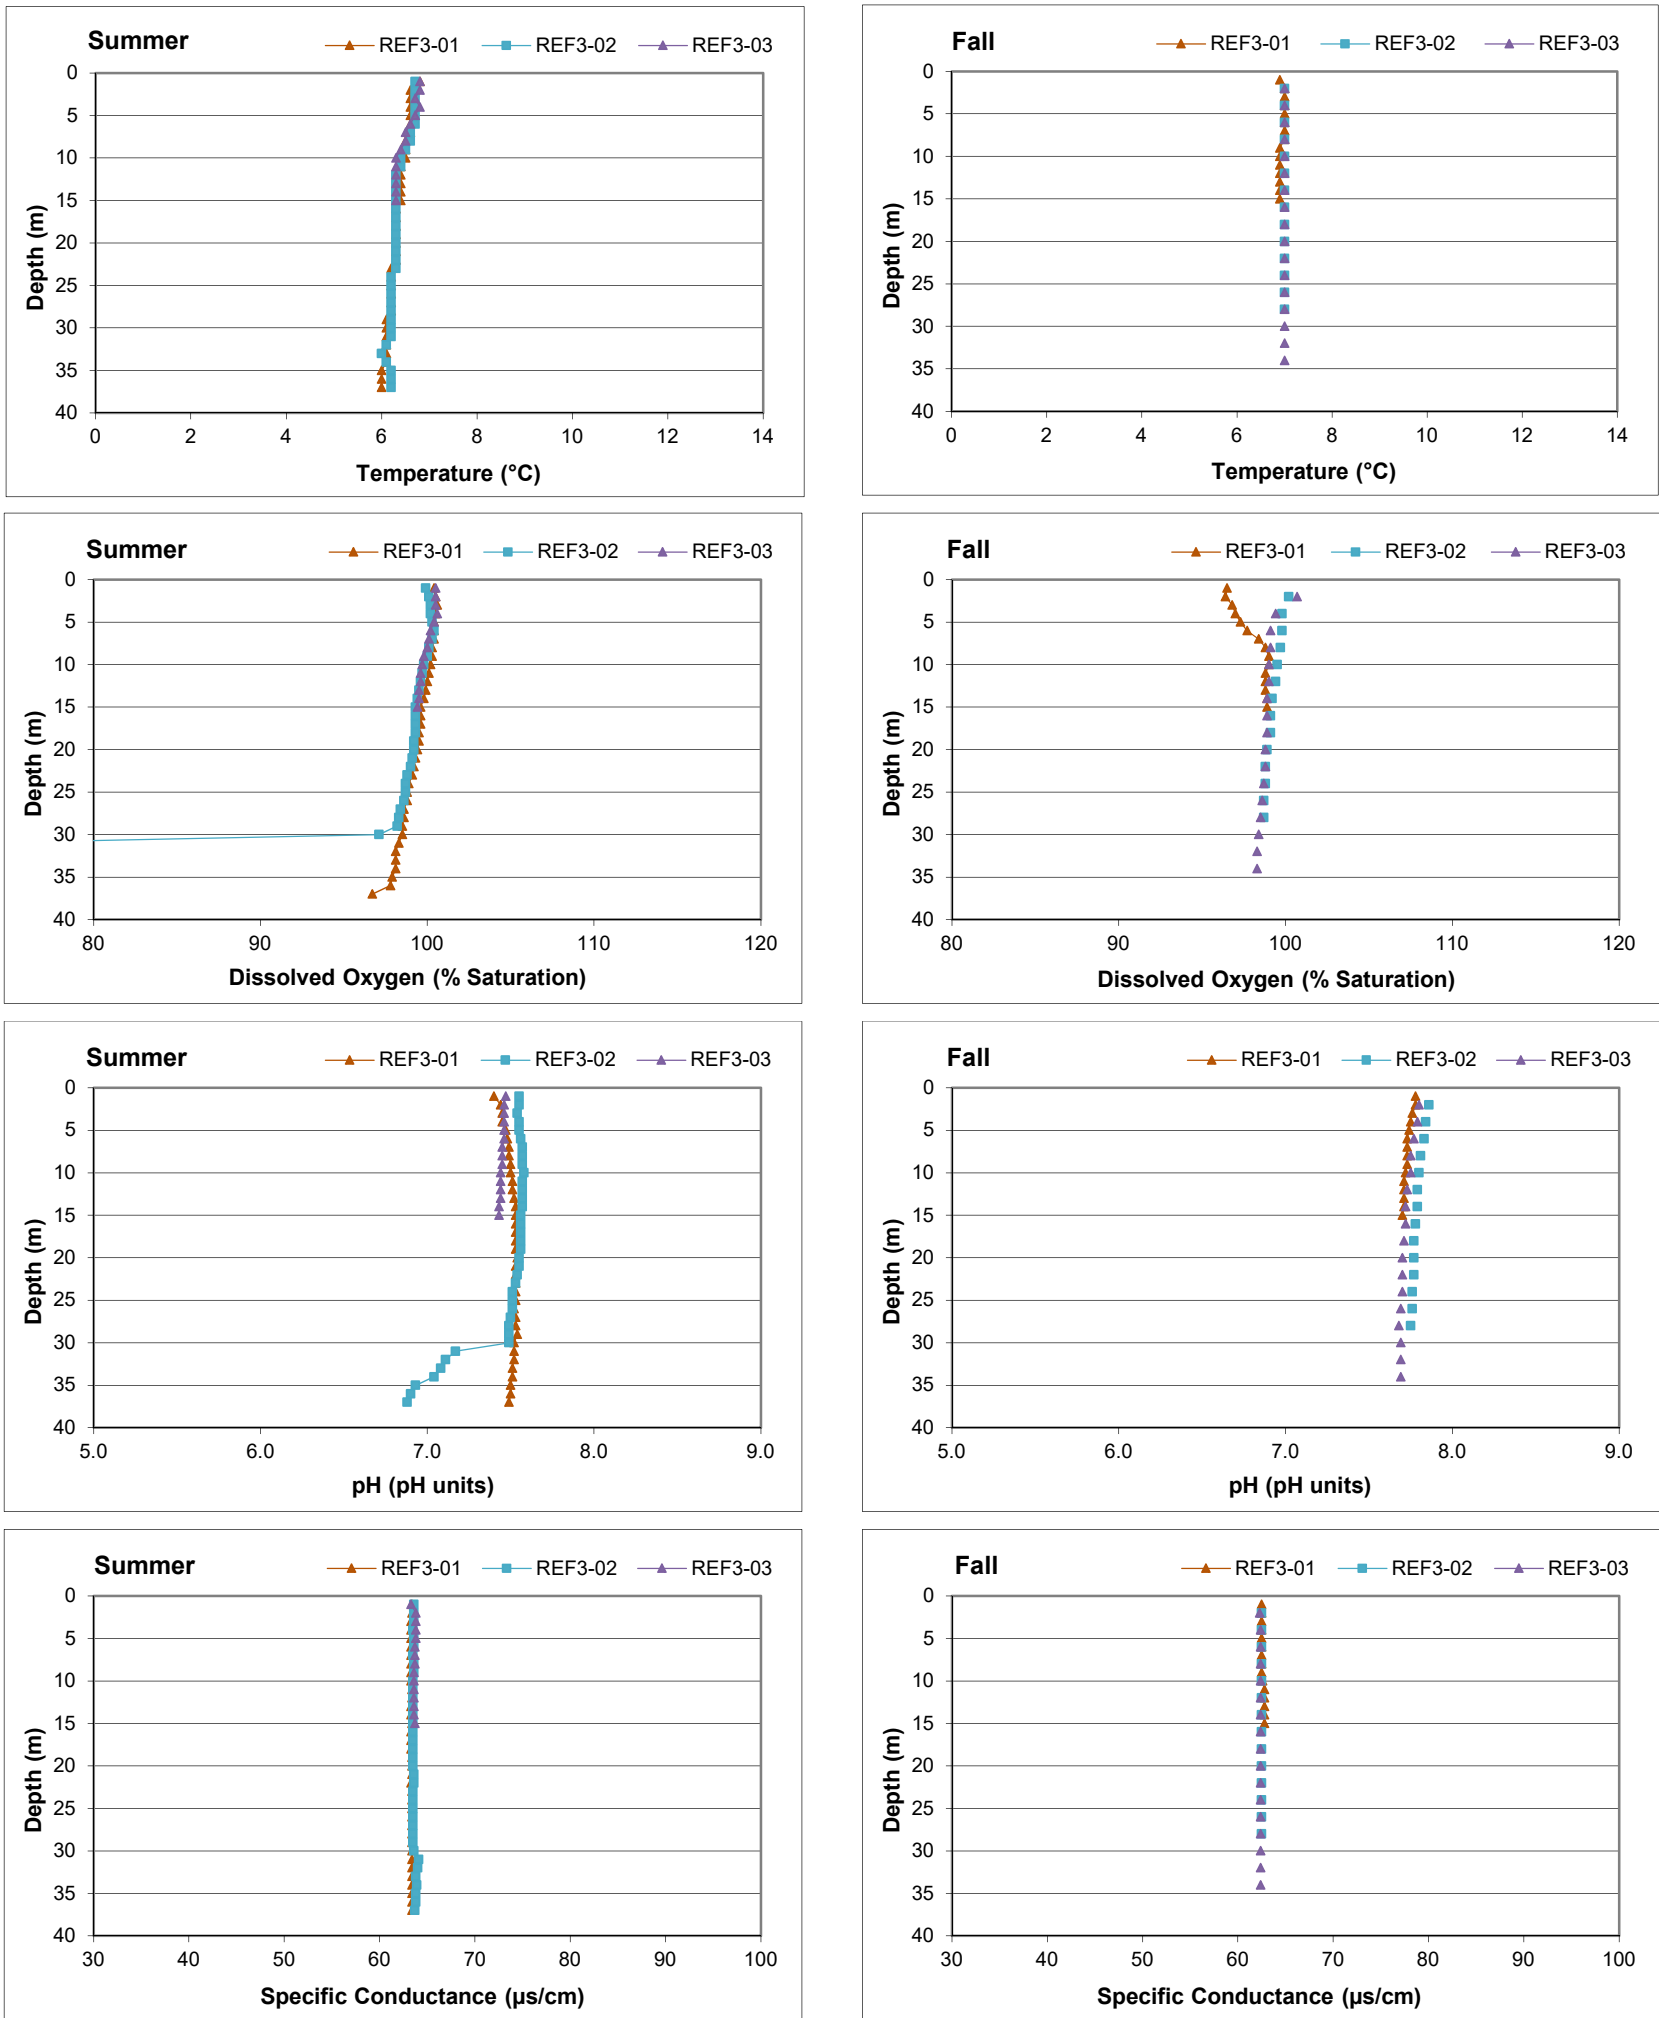 Summer REF3-01 REF3-02 REF3-03
0
5
10
15
20
25
30
35
40
Depth (m)
0 2 4 6 8 10 12 14
Temperature (°C)
Fall REF3-01 REF3-02 REF3-03
0
5
10
15
20
25
30
35
40
Depth (m)
0 2 4 6 8 10 12 14
Temperature (°C)
Summer REF3-01 REF3-02 REF3-03
0
5
10
15
20
25
30
35
40
Depth (m)
80 90 100 110 120
Dissolved Oxygen (% Saturation)
Fall REF3-01 REF3-02 REF3-03
0
5
10
15
20
25
30
35
40
Depth (m)
80 90 100 110 120
Dissolved Oxygen (% Saturation)
Summer REF3-01 REF3-02 REF3-03
0
5
10
15
20
25
30
35
40
Depth (m)
5.0 6.0 7.0 8.0 9.0
pH (pH units)
Fall REF3-01 REF3-02 REF3-03
0
5
10
15
20
25
30
35
40
Depth (m)
5.0 6.0 7.0 8.0 9.0
pH (pH units)
Summer REF3-01 REF3-02 REF3-03
0
5
10
15
20
25
30
35
40
Depth (m)
30 40 50 60 70 80 90 100
Specific Conductance (µs/cm)
Fall REF3-01 REF3-02 REF3-03
0
5
10
15
20
25
30
35
40
Depth (m)
30 40 50 60 70 80 90 100
Specific Conductance (µs/cm)